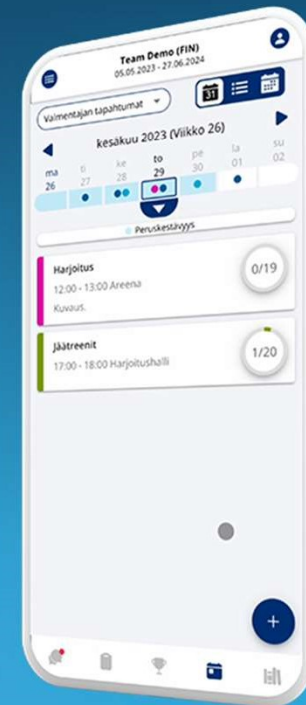 Team Demo (FIN)
05.05.2023 - 27.06.2024
Valmentajan tapahtumat
31
kesäkuu 2023 (Viikko 26)
ma ti ke to pe la su
26 27 28 29 30 01 02
Peruskestävyys
Harjoitus
12:00 - 13:00 Areena
Kuvaus.
0/19
Jäätreenit
17:00 - 18:00 Harjoitushalli
1/20
+